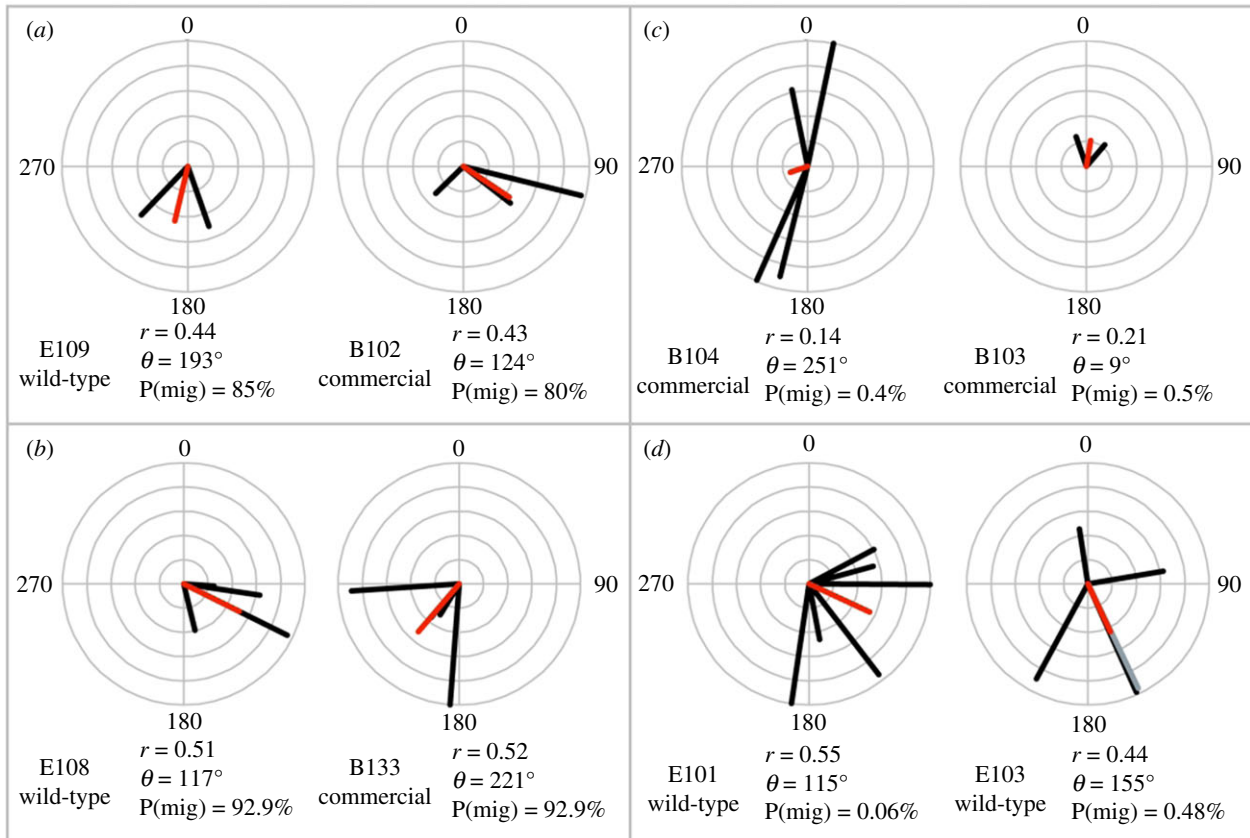 (a)
0
270
180
E109
wild-type
r = 0.44
θ = 193°
P(mig) = 85%
0
90
180
B102
commercial
r = 0.43
θ = 124°
P(mig) = 80%
(c)
0
180
B104
commercial
r = 0.14
θ = 251°
P(mig) = 0.4%
0
90
180
B103
commercial
r = 0.21
θ = 9°
P(mig) = 0.5%
(b)
0
270
180
E108
wild-type
r = 0.51
θ = 117°
P(mig) = 92.9%
0
90
180
B133
commercial
r = 0.52
θ = 221°
P(mig) = 92.9%
(d)
0
270
180
E101
wild-type
r = 0.55
θ = 115°
P(mig) = 0.06%
0
90
180
E103
wild-type
r = 0.44
θ = 155°
P(mig) = 0.48%